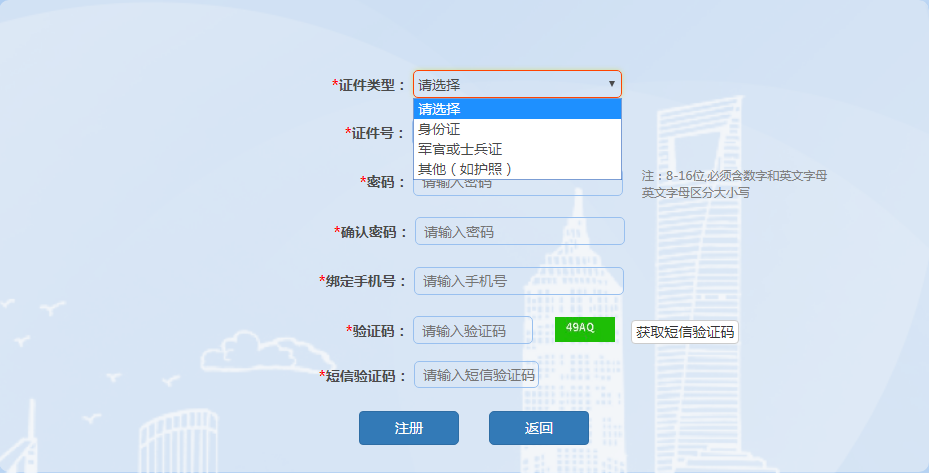 *证件类型：
请选择
请选择
身份证
军官或士兵证
其他（如护照）
*证件号：
*密码：
请输入密码
注：8-16位,必须含数字和英文字母
英文字母区分大小写
*确认密码：
请输入密码
*绑定手机号：
请输入手机号
*验证码：
请输入验证码
49AQ
获取短信验证码
*短信验证码：
请输入短信验证码
注册
返回